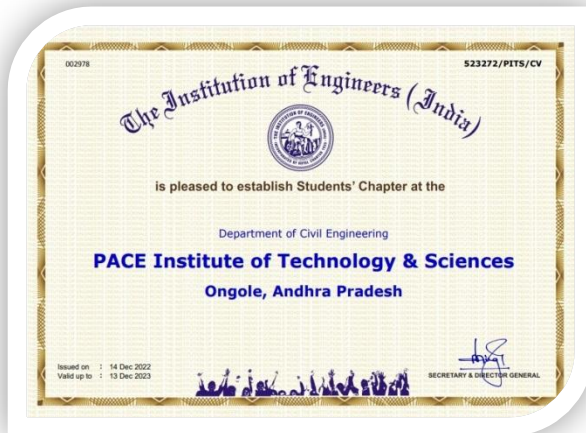 002978
523272/PITS/CV
The Institution of Engineers (India)
is pleased to establish Students' Chapter at the
Department of Civil Engineering
PACE Institute of Technology & Sciences
Ongole, Andhra Pradesh
Issued on : 14 Dec 2022
Valid up to : 13 Dec 2023
SECRETARY & DIRECTOR GENERAL